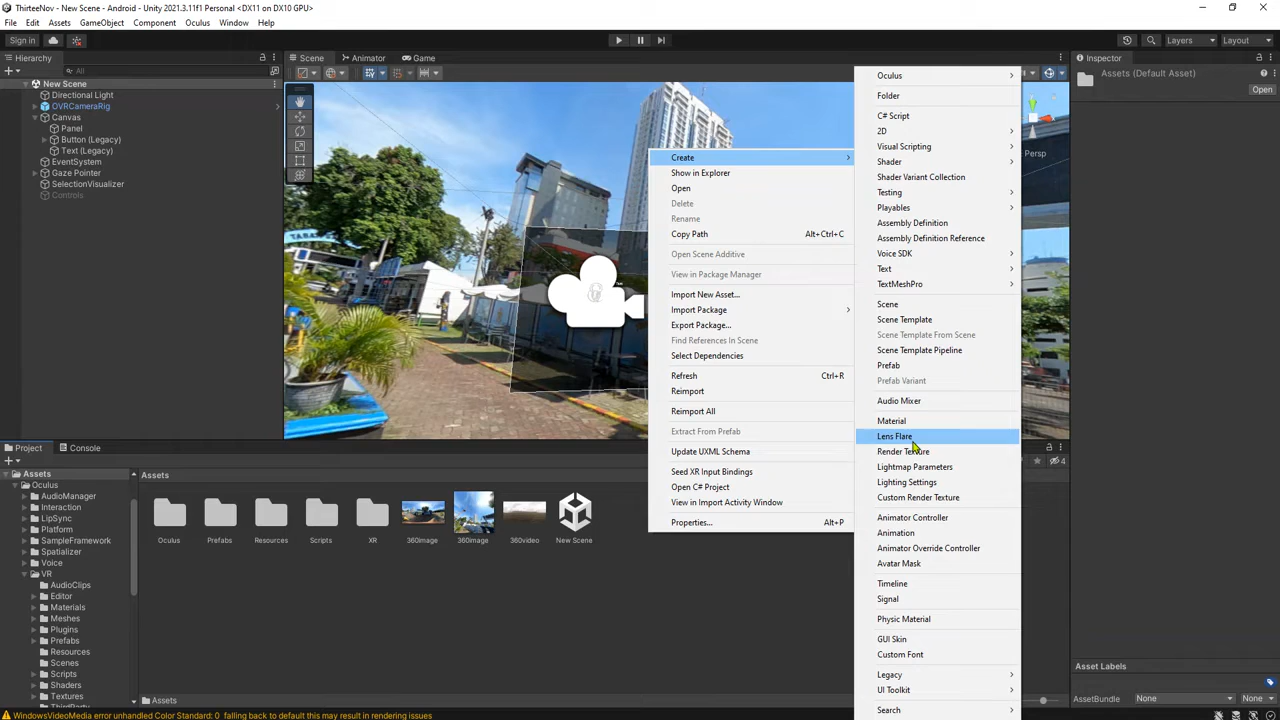 ThirteeNov - New Scene - Android - Unity 2021.3.11f1 Personal <DX11 on DX10 GPU>
File Edit Assets GameObject Component Oculus Window Help
Sign in
Layers Layout
Hierarchy
All
New Scene
Directional Light
OVRCameraRig
Canvas
Panel
Button (Legacy)
Text (Legacy)
EventSystem
Gaze Pointer
SelectionVisualizer
Controls
Scene Animator Game
Persp
Create
Show in Explorer
Open
Delete
Rename
Copy Path Alt+Ctrl+C
Open Scene Additive
View in Package Manager
Import New Asset...
Import Package
Export Package...
Find References In Scene
Select Dependencies
Refresh Ctrl+R
Reimport
Reimport All
Extract From Prefab
Update UXML Schema
Seed XR Input Bindings
Open C# Project
View in Import Activity Window
Properties... Alt+P
Oculus
Folder
C# Script
2D
Visual Scripting
Shader
Shader Variant Collection
Testing
Playables
Assembly Definition
Assembly Definition Reference
Voice SDK
Text
TextMeshPro
Scene
Scene Template
Scene Template From Scene
Scene Template Pipeline
Prefab
Prefab Variant
Audio Mixer
Material
Lens Flare
Render Texture
Lightmap Parameters
Lighting Settings
Custom Render Texture
Animator Controller
Animation
Animator Override Controller
Avatar Mask
Timeline
Signal
Physic Material
GUI Skin
Custom Font
Legacy
UI Toolkit
Search
Inspector
Assets (Default Asset)
Open
Project Console
4
Assets
Oculus
AudioManager
Interaction
LipSync
Platform
SampleFramework
Spatializer
Voice
VR
AudioClips
Editor
Materials
Meshes
Plugins
Prefabs
Resources
Scenes
Scripts
Shaders
Textures
ThirdParty
Assets
Oculus Prefabs Resources Scripts XR 360image 360image 360video New Scene
Assets
Asset Labels
AssetBundle None None
WindowsVideoMedia error unhandled Color Standard: 0 falling back to default this may result in rendering issues